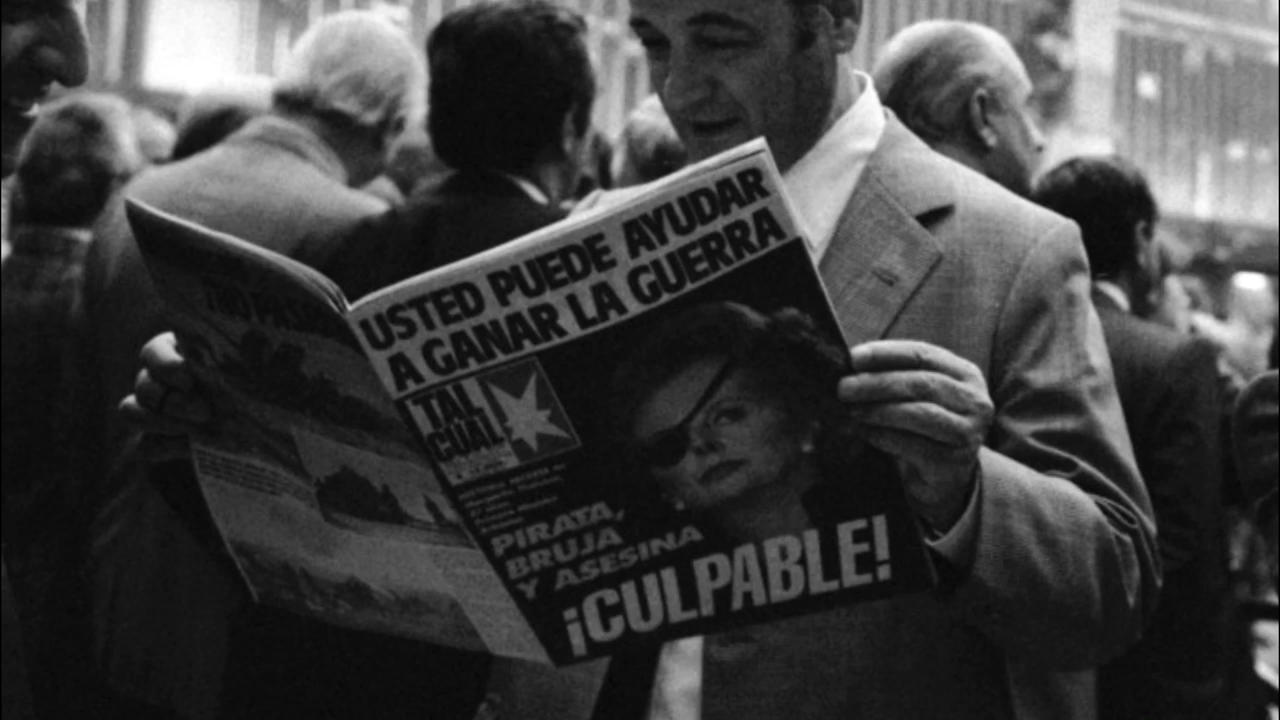 USTED PUEDE AYUDAR
A GANAR LA GUERRA
TAL
CUAL
PIRATA,
BRUJA
Y ASESINA
¡CULPABLE!